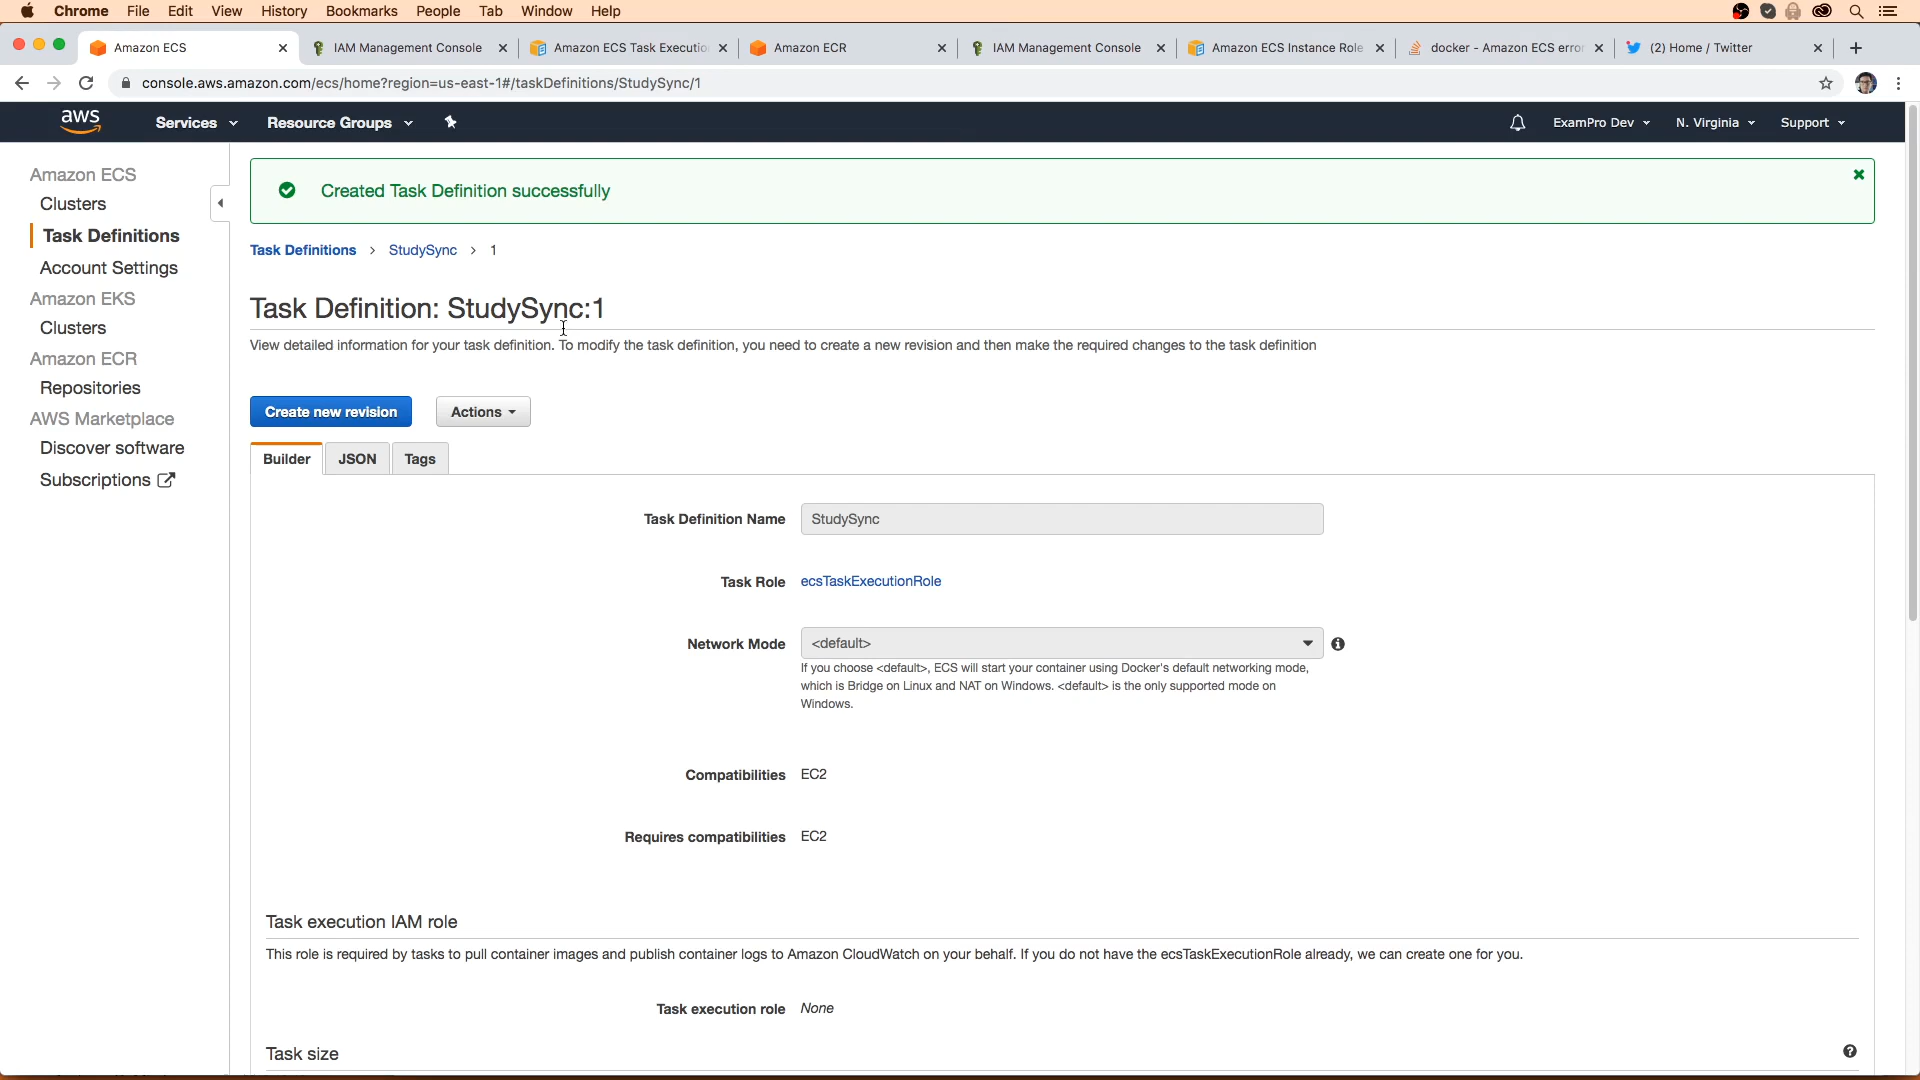 Chrome File Edit View History Bookmarks People Tab Window Help
Amazon ECS
IAM Management Console
Amazon ECS Task Executio
Amazon ECR
IAM Management Console
Amazon ECS Instance Role
docker - Amazon ECS erro
(2) Home / Twitter
console.aws.amazon.com/ecs/home?region=us-east-1#/taskDefinitions/StudySync/1
aws Services Resource Groups ExamPro Dev N. Virginia Support
Amazon ECS
Clusters
Task Definitions
Account Settings
Amazon EKS
Clusters
Amazon ECR
Repositories
AWS Marketplace
Discover software
Subscriptions
Created Task Definition successfully
Task Definitions > StudySync > 1
Task Definition: StudySync:1
View detailed information for your task definition. To modify the task definition, you need to create a new revision and then make the required changes to the task definition
Create new revision Actions
Builder JSON Tags
Task Definition Name StudySync
Task Role ecsTaskExecutionRole
Network Mode <default>
If you choose <default>, ECS will start your container using Docker's default networking mode,
which is Bridge on Linux and NAT on Windows. <default> is the only supported mode on
Windows.
Compatibilities EC2
Requires compatibilities EC2
Task execution IAM role
This role is required by tasks to pull container images and publish container logs to Amazon CloudWatch on your behalf. If you do not have the ecsTaskExecutionRole already, we can create one for you.
Task execution role None
Task size